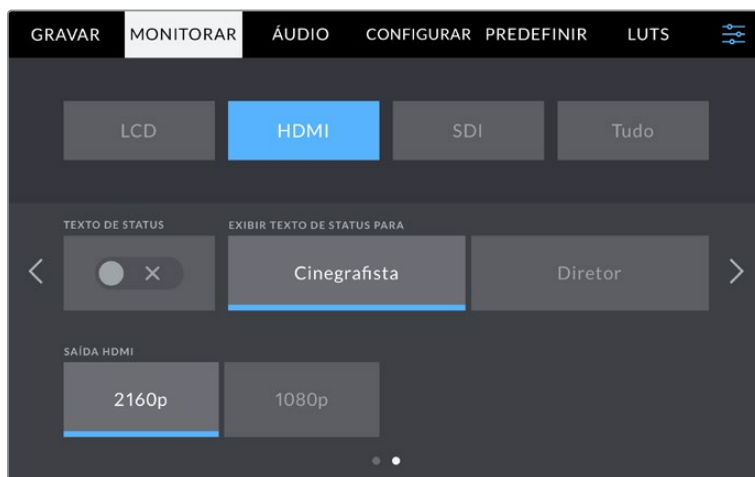 GRAVAR MONITORAR ÁUDIO CONFIGURAR PREDEFINIR LUTS
LCD HDMI SDI Tudo
TEXTO DE STATUS EXIBIR TEXTO DE STATUS PARA
Cinegrafista Diretor
SAÍDA HDMI
2160p 1080p